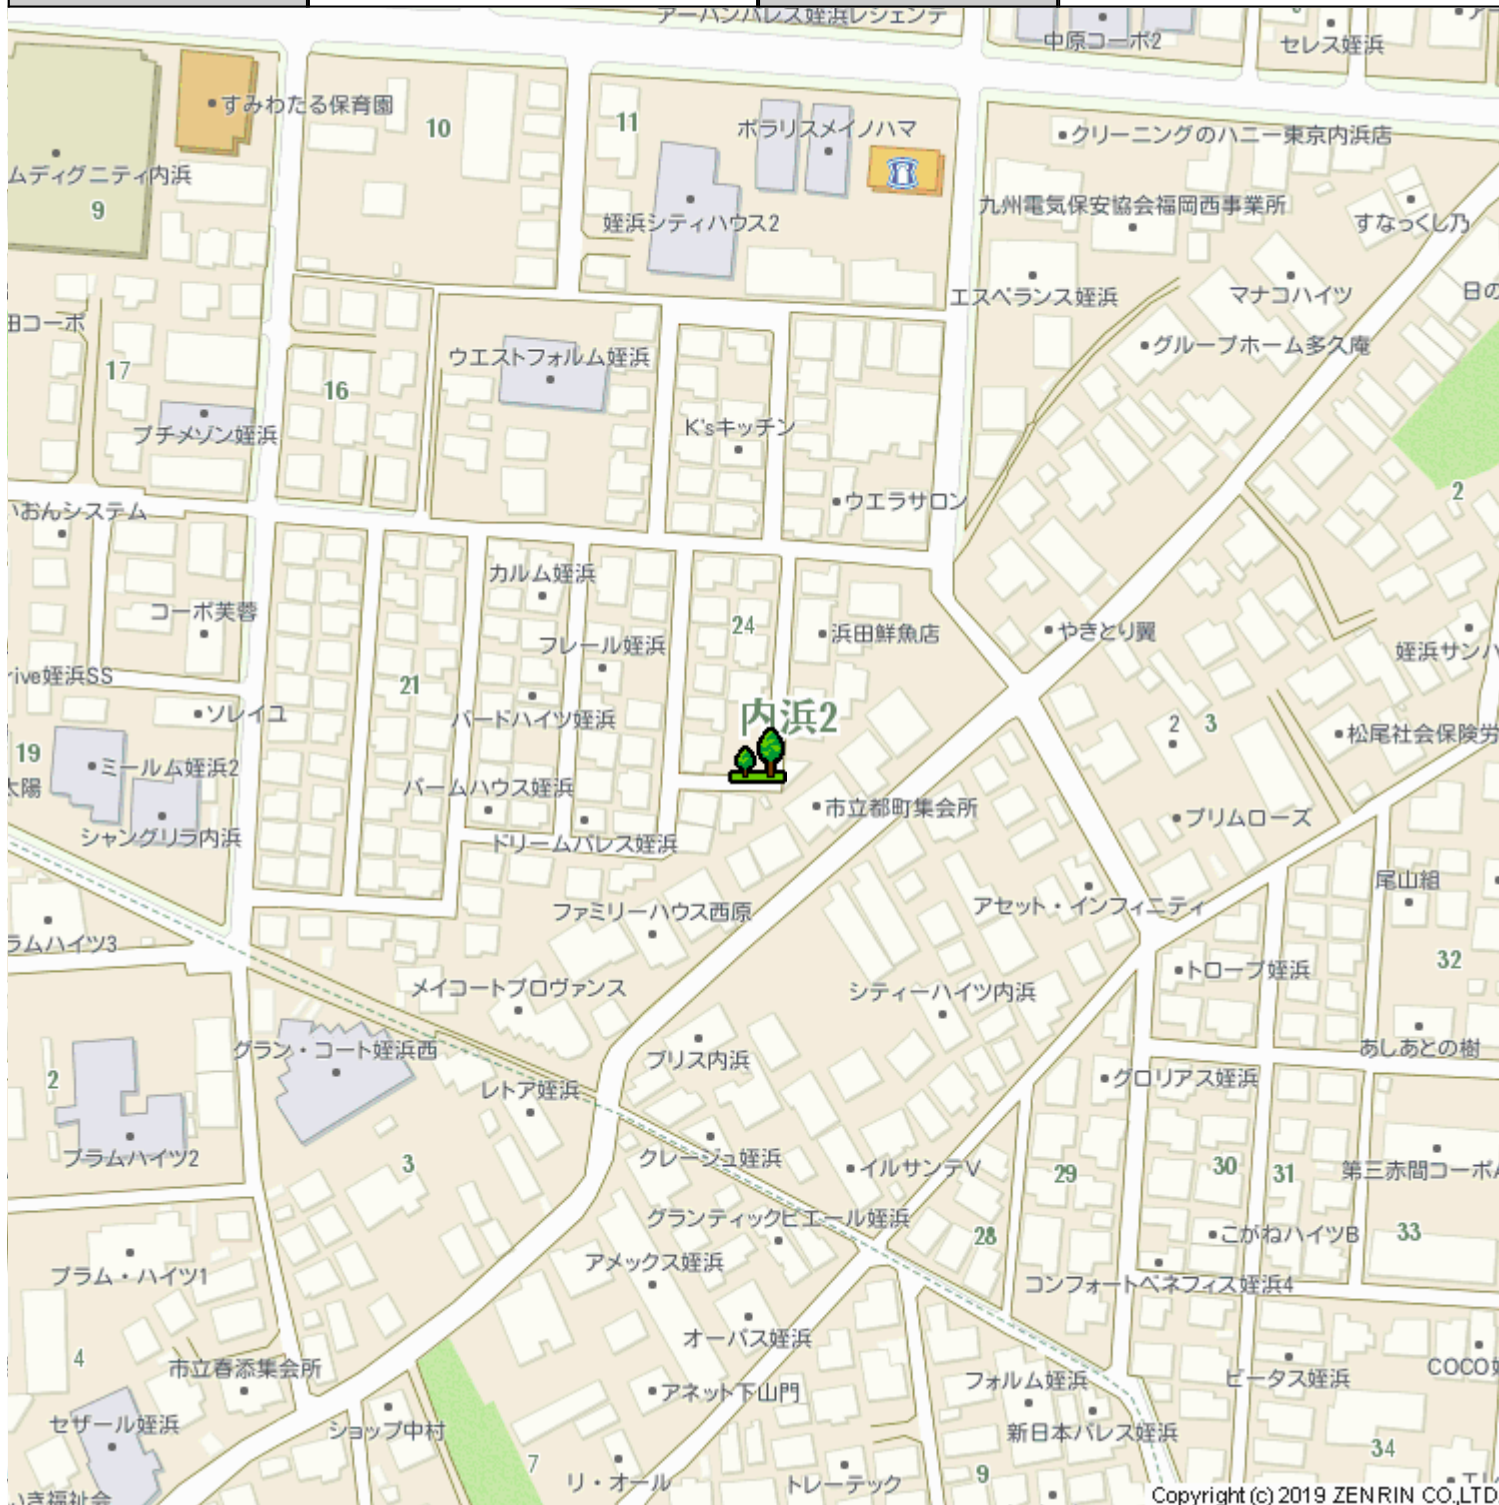 アーバンパレス姪浜レジェンテ
中原コーポ2
セレス姪浜
すみわたる保育園
10
11
ポラリスメイノハマ
クリーニングのハニー東京内浜店
ムディグニティ内浜
9
姪浜シティハウス2
九州電気保安協会福岡西事業所
すなっくし乃
エスペランス姪浜
マナコハイツ
日の
田コーポ
17
16
ウエストフォルム姪浜
グループホーム多久庵
プチメゾン姪浜
K'sキッチン
ウエラサロン
2
いおんシステム
カルム姪浜
コーポ芙蓉
24
浜田鮮魚店
やきとり翼
フレール姪浜
姪浜サンハ
rive姪浜SS
21
ソレイユ
バードハイツ姪浜
内浜2
2
3
松尾社会保険労
19
ミールム姪浜2
太陽
パームハウス姪浜
市立都町集会所
プリムローズ
シャングリラ内浜
ドリームパレス姪浜
尾山組
ファミリーハウス西原
アセット・インフィニティ
ラムハイツ3
32
トロープ姪浜
メイコートプロヴァンス
シティーハイツ内浜
グラン・コート姪浜西
プリス内浜
あしあとの樹
2
レトア姪浜
グロリアス姪浜
プラムハイツ2
3
クレージュ姪浜
イルサンテV
29
30
31
第三赤間コーポA
グランティックピエール姪浜
28
こがねハイツB
33
プラム・ハイツ1
アメックス姪浜
コンフォートベネフィス姪浜4
オーパス姪浜
4
市立春添集会所
アネット下山門
フォルム姪浜
ビータス姪浜
COCO姪
セザール姪浜
ショップ中村
新日本パレス姪浜
34
7
リ・オール
トレーテック
9
いき福祉会
Copyright (c) 2019 ZENRIN CO.,LTD